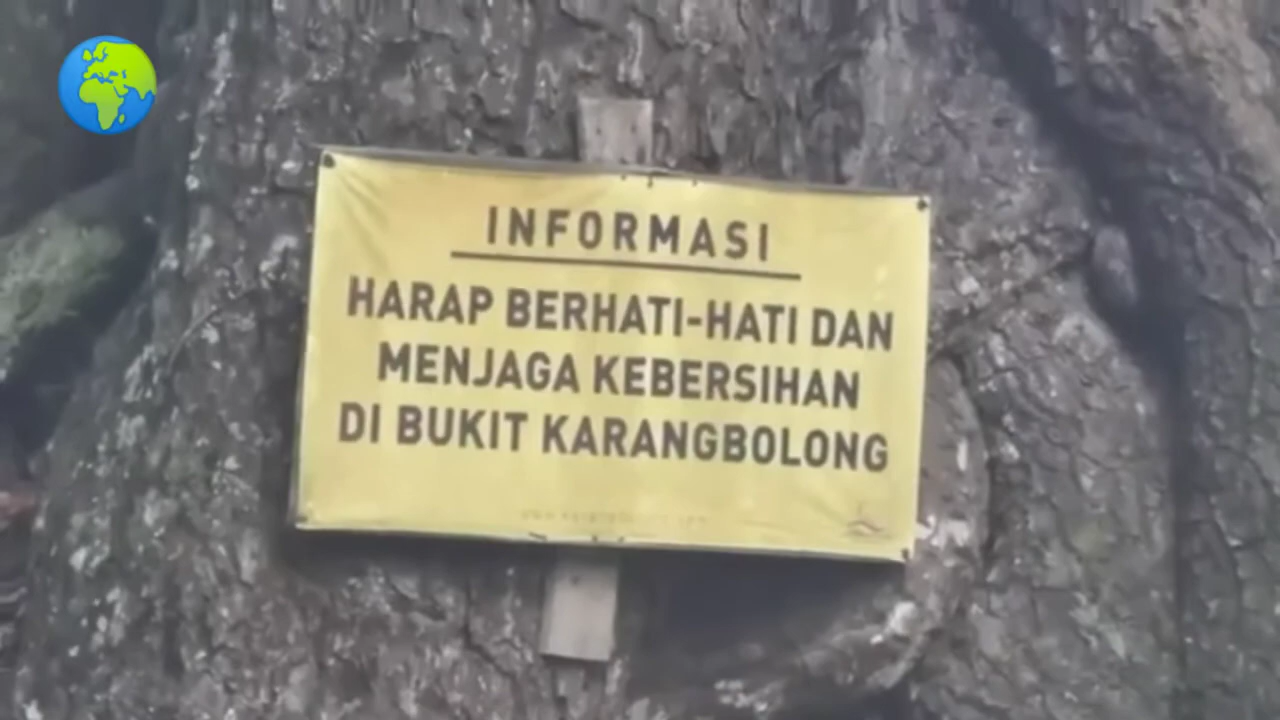 INFORMASI
HARAP BERHATI-HATI DAN
MENJAGA KEBERSIHAN
DI BUKIT KARANGBOLONG